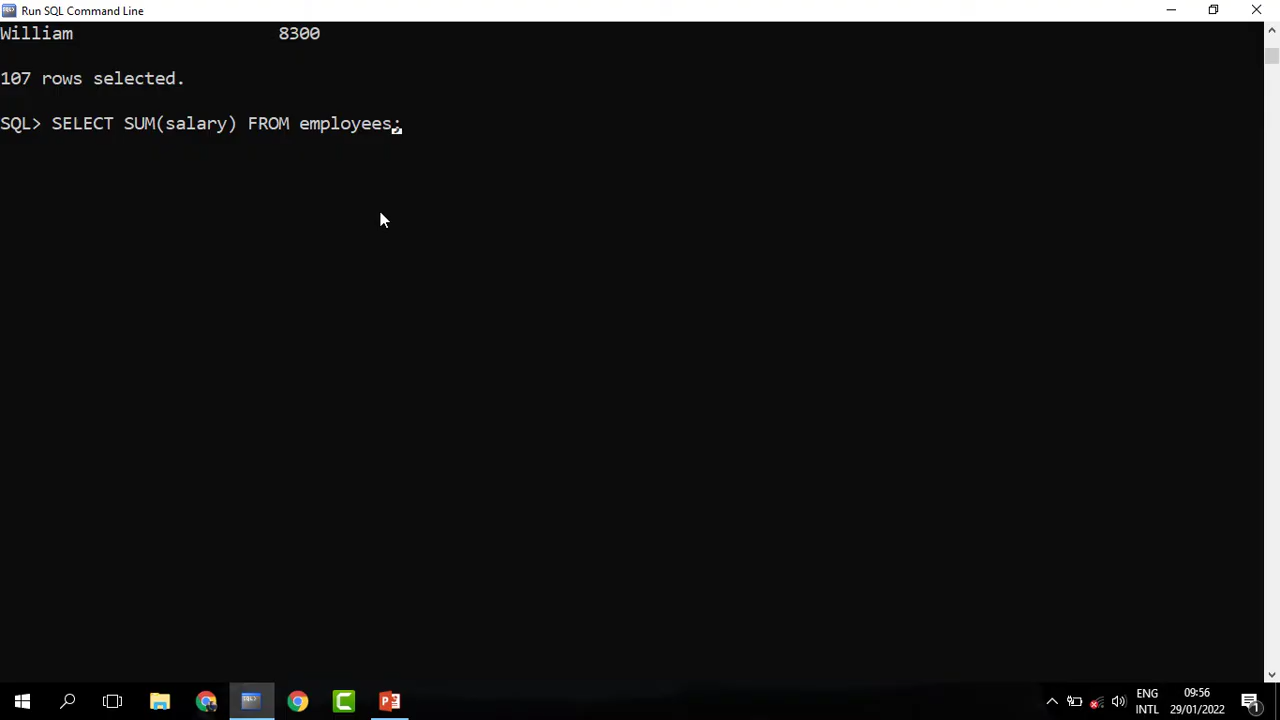 Run SQL Command Line
William 8300
107 rows selected.
SQL> SELECT SUM(salary) FROM employees;
ENG
INTL
09:56
29/01/2022
1